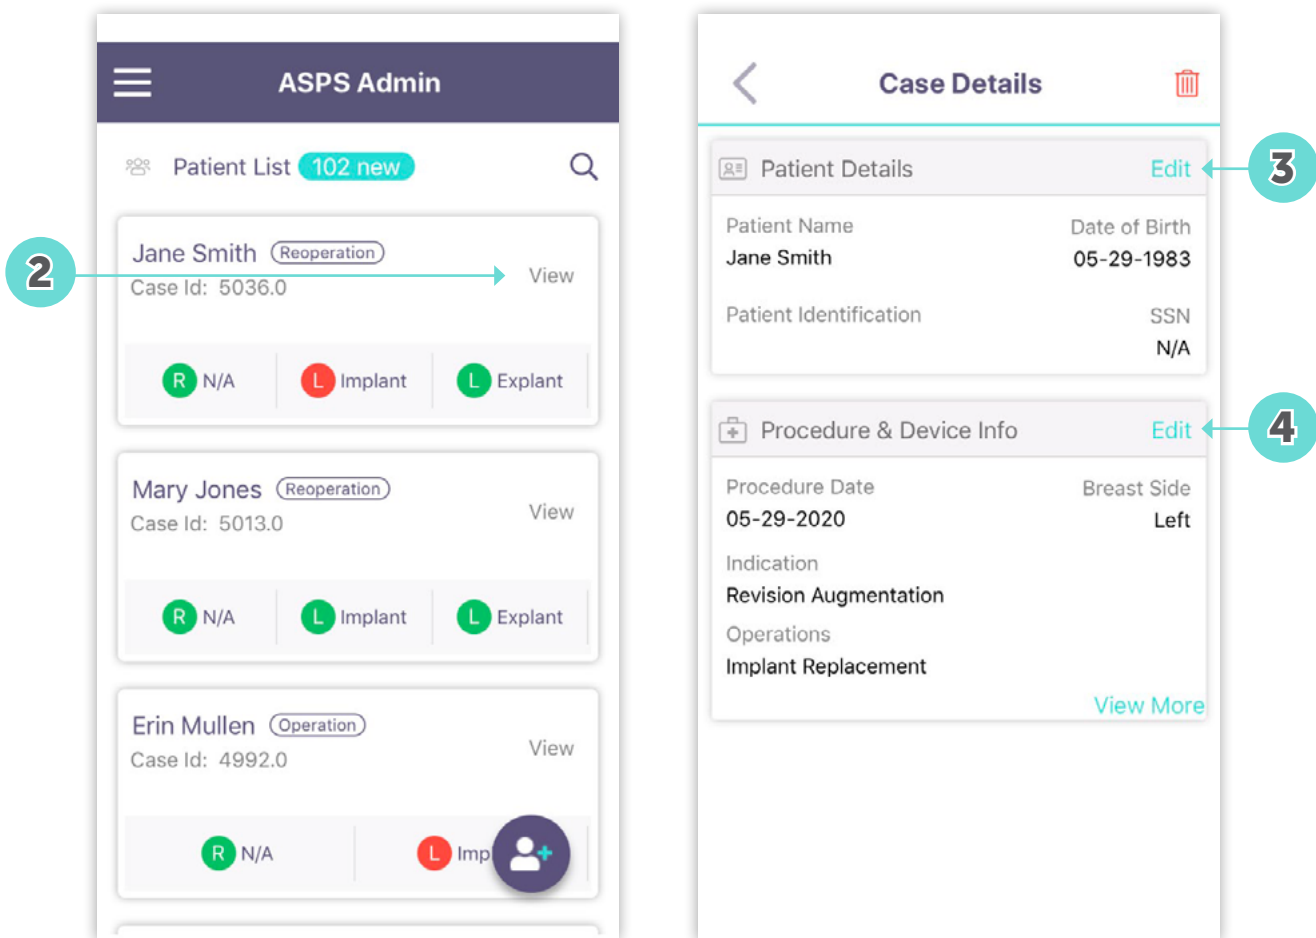 ASPS Admin
Patient List 102 new
2
Jane Smith Reoperation
Case Id: 5036.0
View
R N/A L Implant L Explant
Mary Jones Reoperation
Case Id: 5013.0
View
R N/A L Implant L Explant
Erin Mullen Operation
Case Id: 4992.0
View
R N/A L Imp
Case Details
Patient Details Edit
3
Patient Name Date of Birth
Jane Smith 05-29-1983
Patient Identification SSN
N/A
Procedure & Device Info Edit
4
Procedure Date Breast Side
05-29-2020 Left
Indication
Revision Augmentation
Operations
Implant Replacement
View More